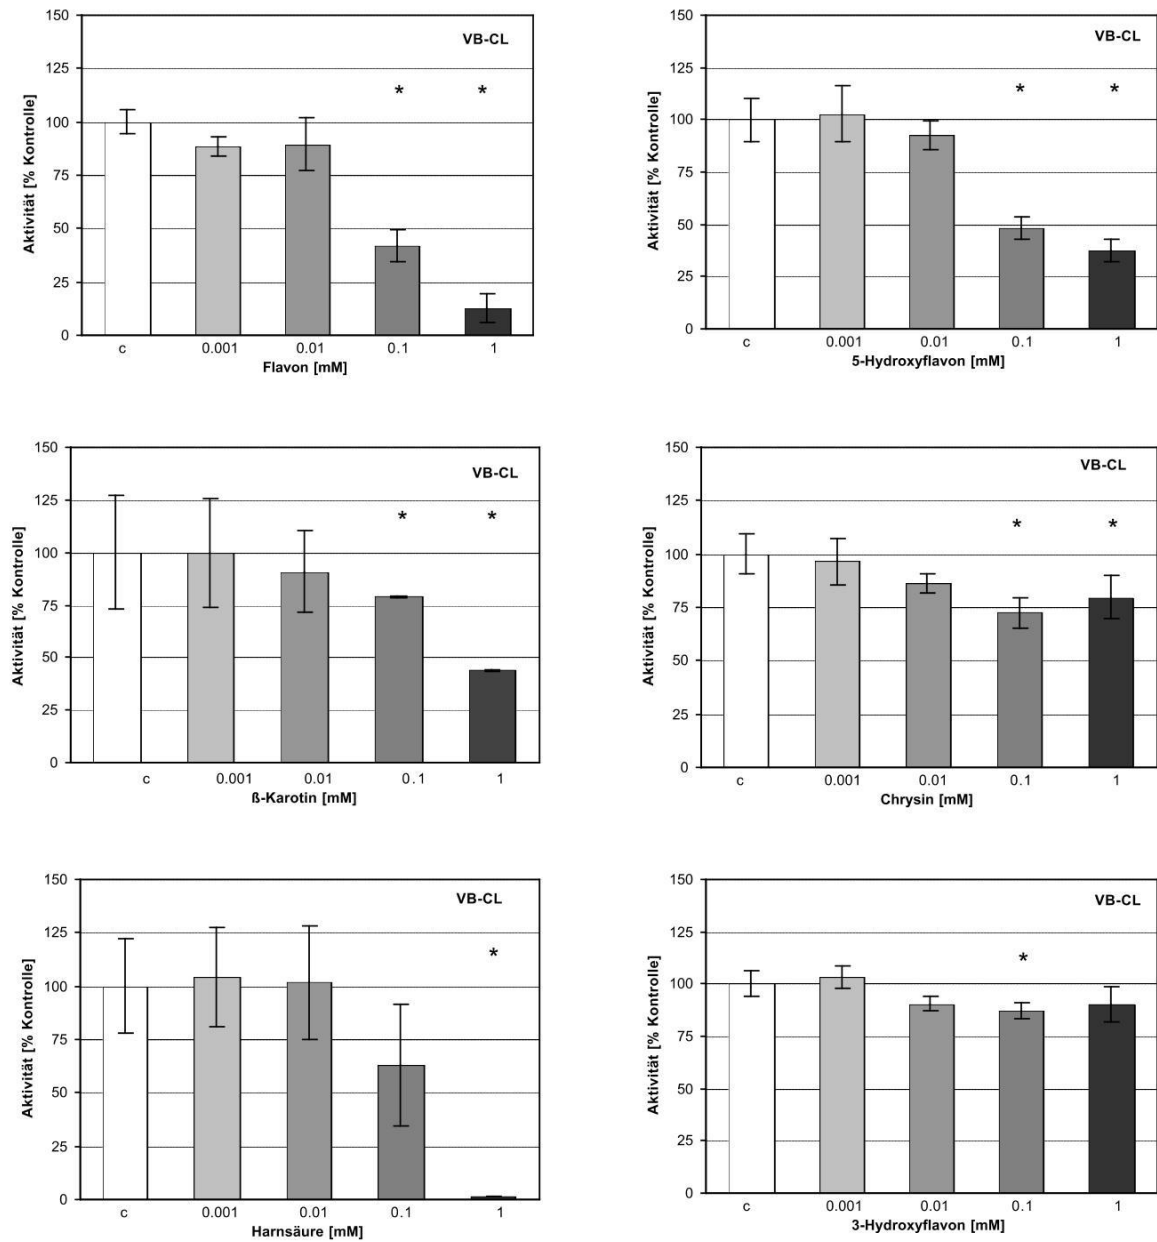 150
125
100
75
50
25
0
Aktivität [% Kontrolle]
VB-CL
* *
c 0.001 0.01 0.1 1
Flavon [mM]
150
125
100
75
50
25
0
Aktivität [% Kontrolle]
VB-CL
* *
c 0.001 0.01 0.1 1
5-Hydroxyflavon [mM]
150
125
100
75
50
25
0
Aktivität [% Kontrolle]
VB-CL
* *
c 0.001 0.01 0.1 1
ß-Karotin [mM]
150
125
100
75
50
25
0
Aktivität [% Kontrolle]
VB-CL
* *
c 0.001 0.01 0.1 1
Chrysin [mM]
150
125
100
75
50
25
0
Aktivität [% Kontrolle]
VB-CL
*
c 0.001 0.01 0.1 1
Harnsäure [mM]
150
125
100
75
50
25
0
Aktivität [% Kontrolle]
VB-CL
*
c 0.001 0.01 0.1 1
3-Hydroxyflavon [mM]